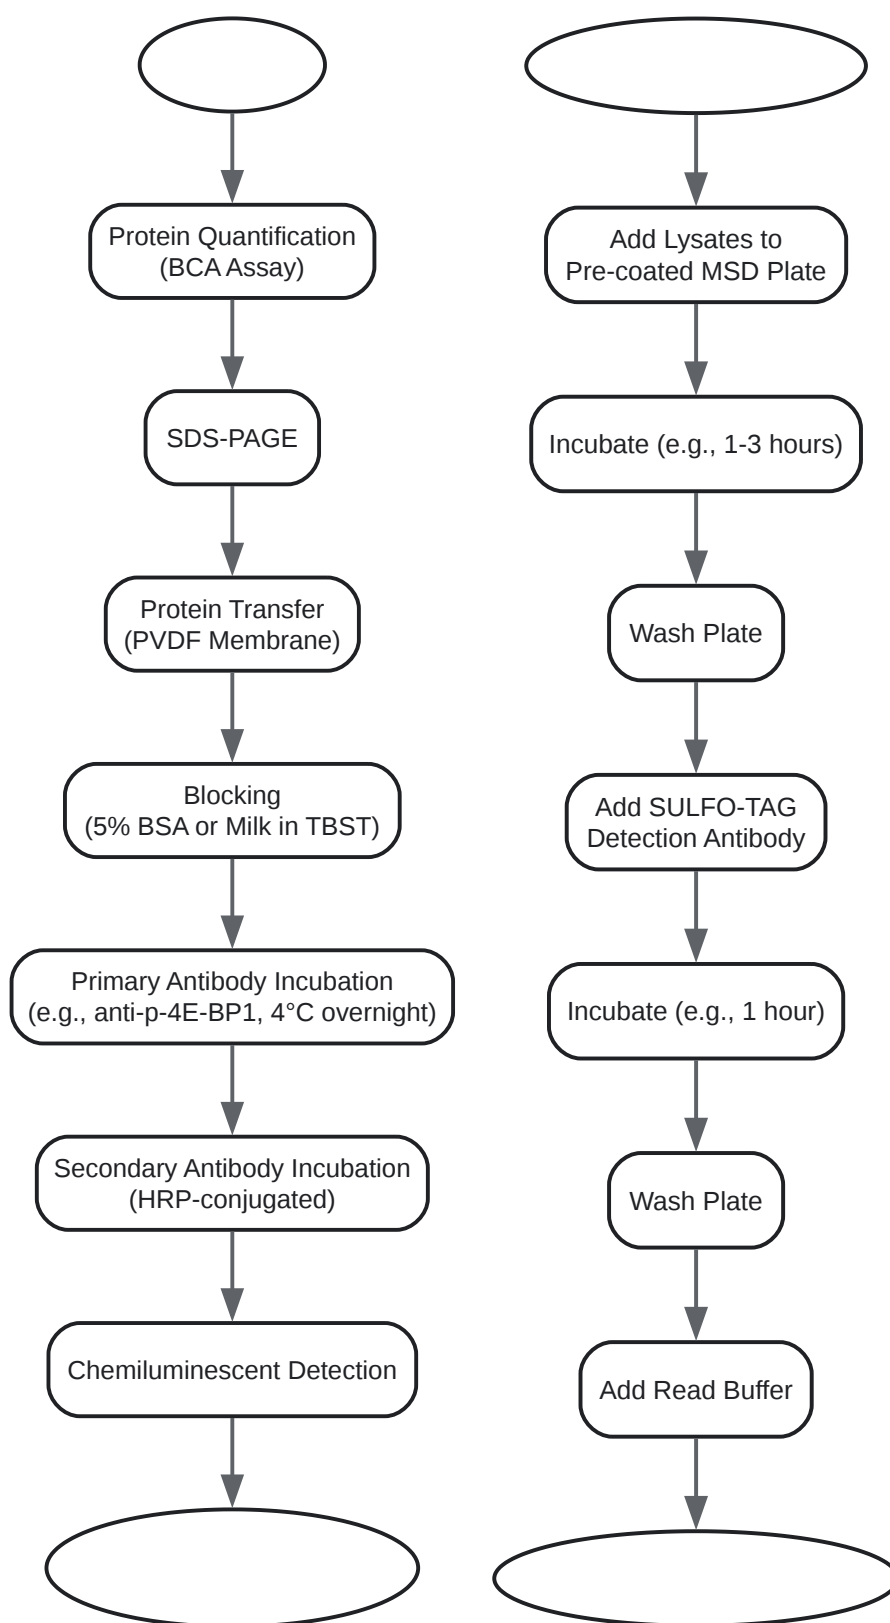 Protein Quantification
(BCA Assay)
SDS-PAGE
Protein Transfer
(PVDF Membrane)
Blocking
(5% BSA or Milk in TBST)
Primary Antibody Incubation
(e.g., anti-p-4E-BP1, 4°C overnight)
Secondary Antibody Incubation
(HRP-conjugated)
Chemiluminescent Detection
Add Lysates to
Pre-coated MSD Plate
Incubate (e.g., 1-3 hours)
Wash Plate
Add SULFO-TAG
Detection Antibody
Incubate (e.g., 1 hour)
Wash Plate
Add Read Buffer